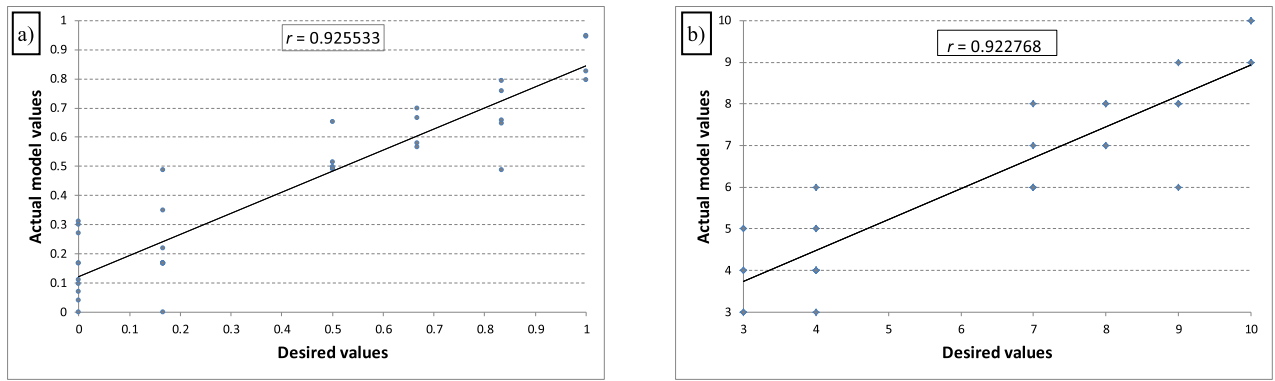 a)
r = 0.925533
Actual model values
1
0.9
0.8
0.7
0.6
0.5
0.4
0.3
0.2
0.1
0
0 0.1 0.2 0.3 0.4 0.5 0.6 0.7 0.8 0.9 1
Desired values
b)
r = 0.922768
Actual model values
10
9
8
7
6
5
4
3
3 4 5 6 7 8 9 10
Desired values